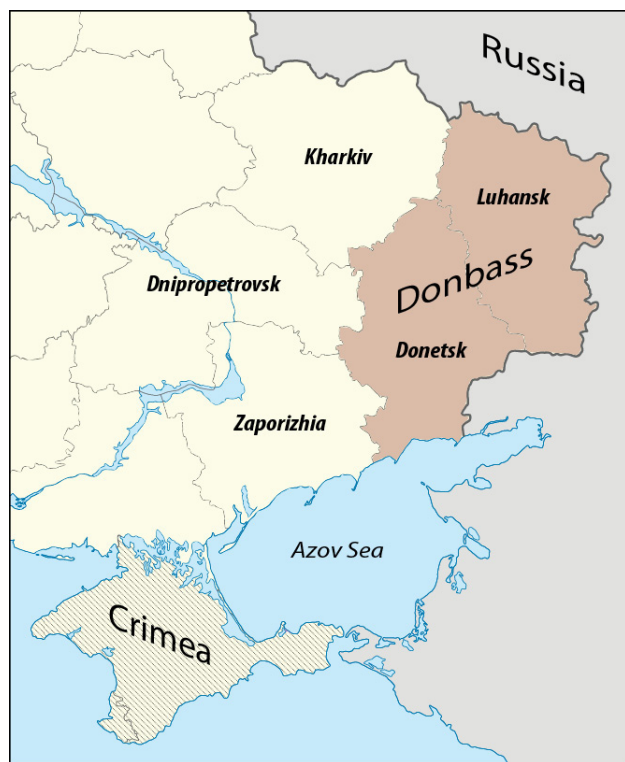 Russia
Kharkiv
Luhansk
Donbass
Dnipropetrovsk
Donetsk
Zaporizhia
Azov Sea
Crimea